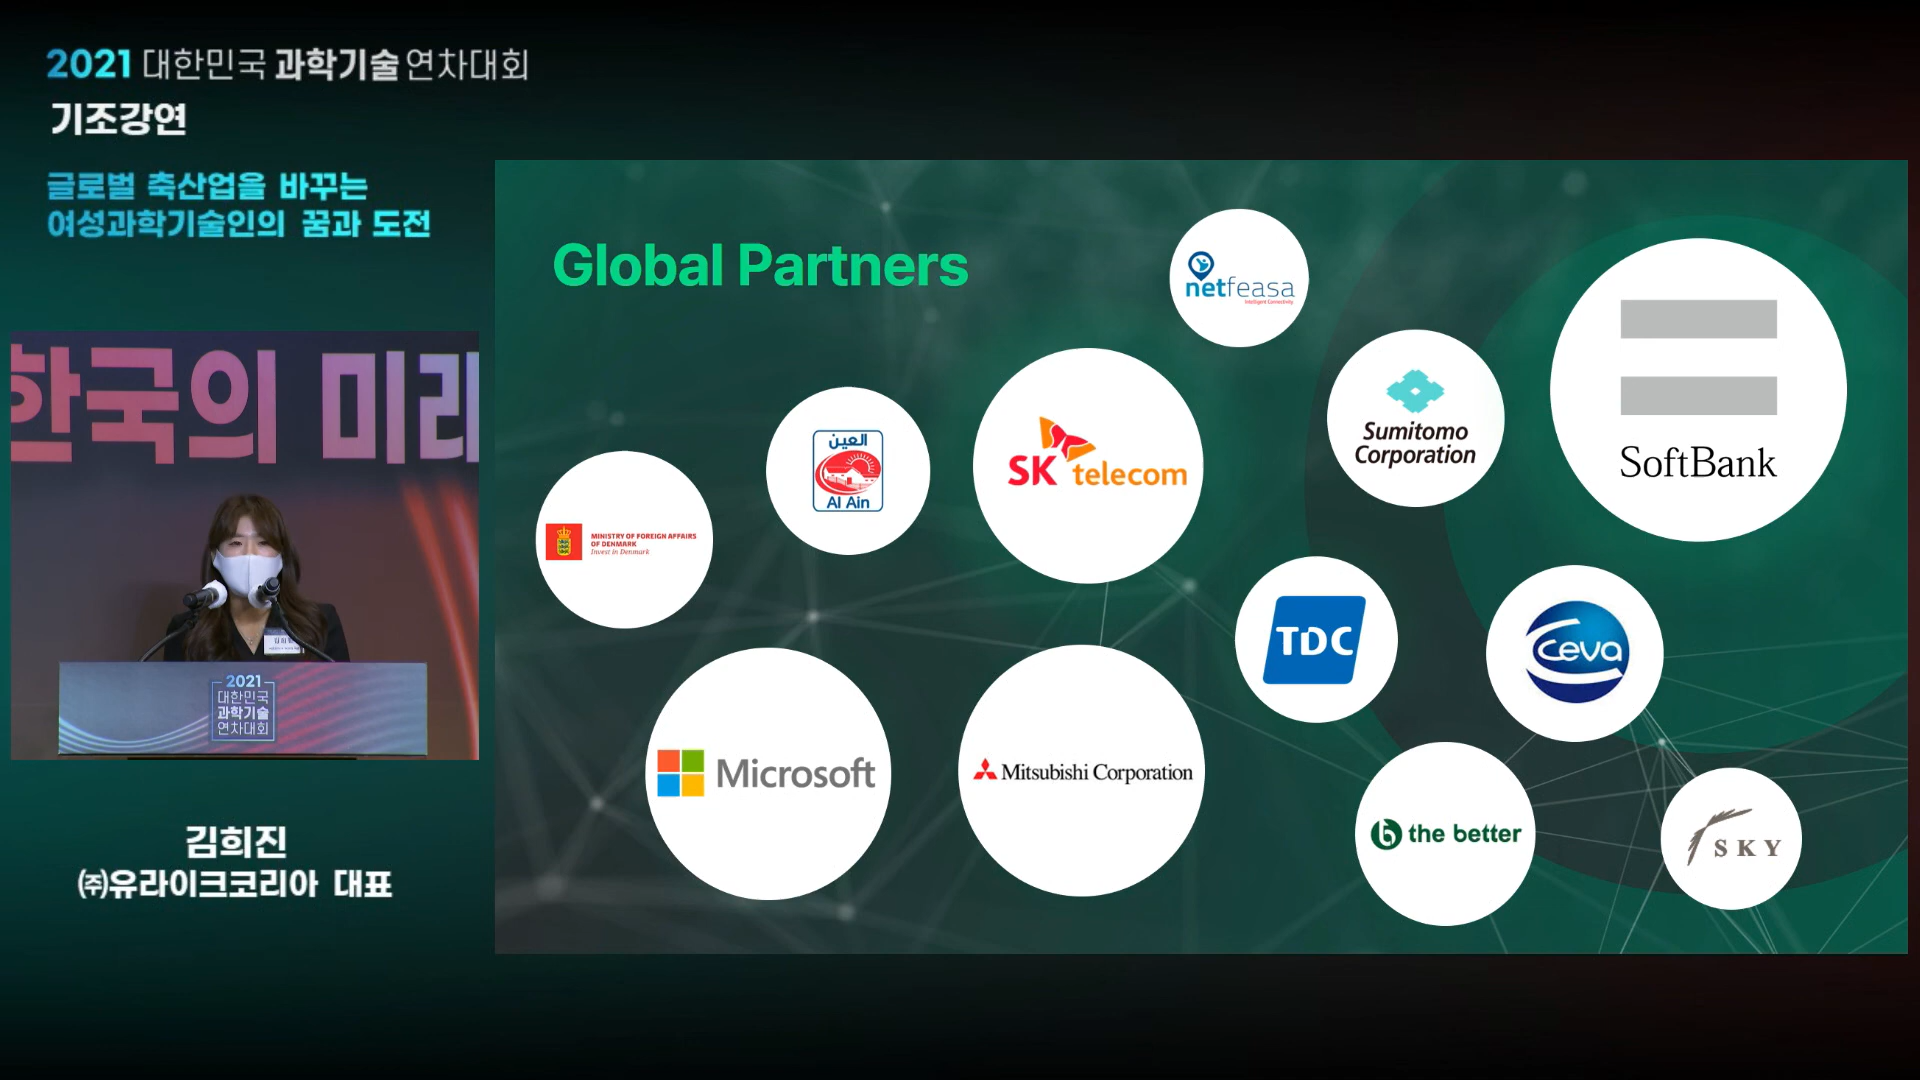 2021 대한민국 과학기술 연차대회
기조강연
글로벌 축산업을 바꾸는
여성과학기술인의 꿈과 도전
한국의 미래
2021
대한민국
과학기술
연차대회
김희진
㈜유라이크코리아 대표
Global Partners
netfeasa
Intelligent Connectivity
Sumitomo
Corporation
SoftBank
العين
Al Ain
SK telecom
MINISTRY OF FOREIGN AFFAIRS
OF DENMARK
Invest in Denmark
TDC
Ceva
Microsoft
Mitsubishi Corporation
the better
SKY